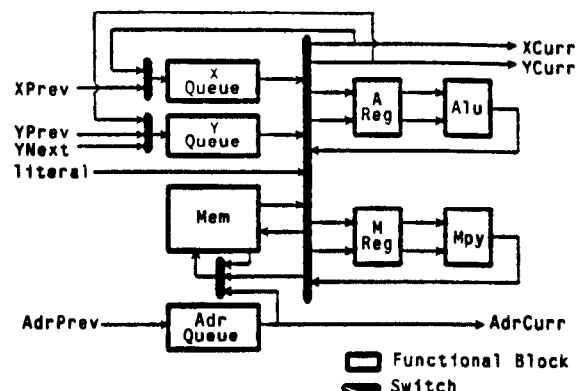 XCurr
YCurr
XPrev
X
Queue
A
Reg
Alu
YPrev
YNext
Y
Queue
literal
Mem
M
Reg
Mpy
AdrPrev
Adr
Queue
AdrCurr
Functional Block
Switch